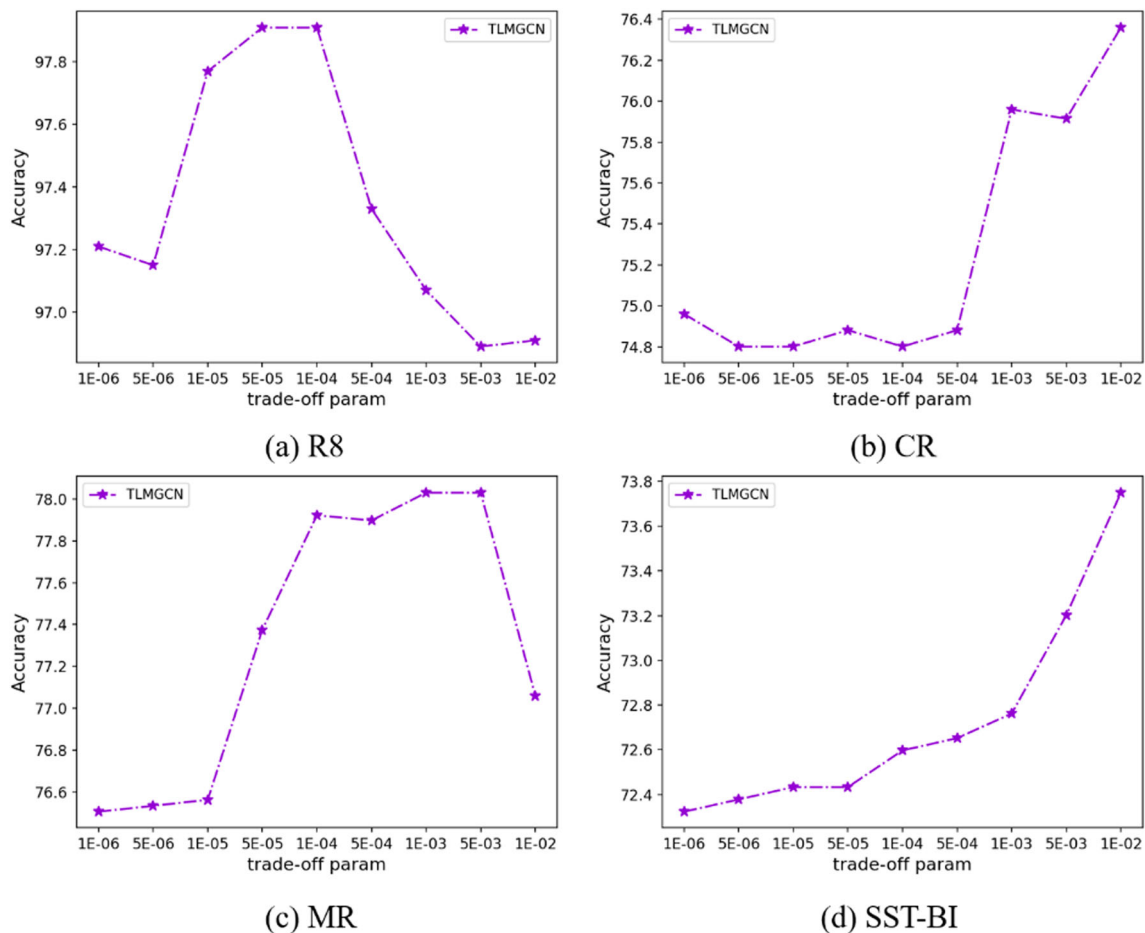 TLMGCN
97.8
97.6
97.4
97.2
97.0
Accuracy
1E-06 5E-06 1E-05 5E-05 1E-04 5E-04 1E-03 5E-03 1E-02
trade-off param
(a) R8
TLMGCN
76.4
76.2
76.0
75.8
75.6
75.4
75.2
75.0
74.8
Accuracy
1E-06 5E-06 1E-05 5E-05 1E-04 5E-04 1E-03 5E-03 1E-02
trade-off param
(b) CR
TLMGCN
78.0
77.8
77.6
77.4
77.2
77.0
76.8
76.6
Accuracy
1E-06 5E-06 1E-05 5E-05 1E-04 5E-04 1E-03 5E-03 1E-02
trade-off param
(c) MR
TLMGCN
73.8
73.6
73.4
73.2
73.0
72.8
72.6
72.4
Accuracy
1E-06 5E-06 1E-05 5E-05 1E-04 5E-04 1E-03 5E-03 1E-02
trade-off param
(d) SST-BI